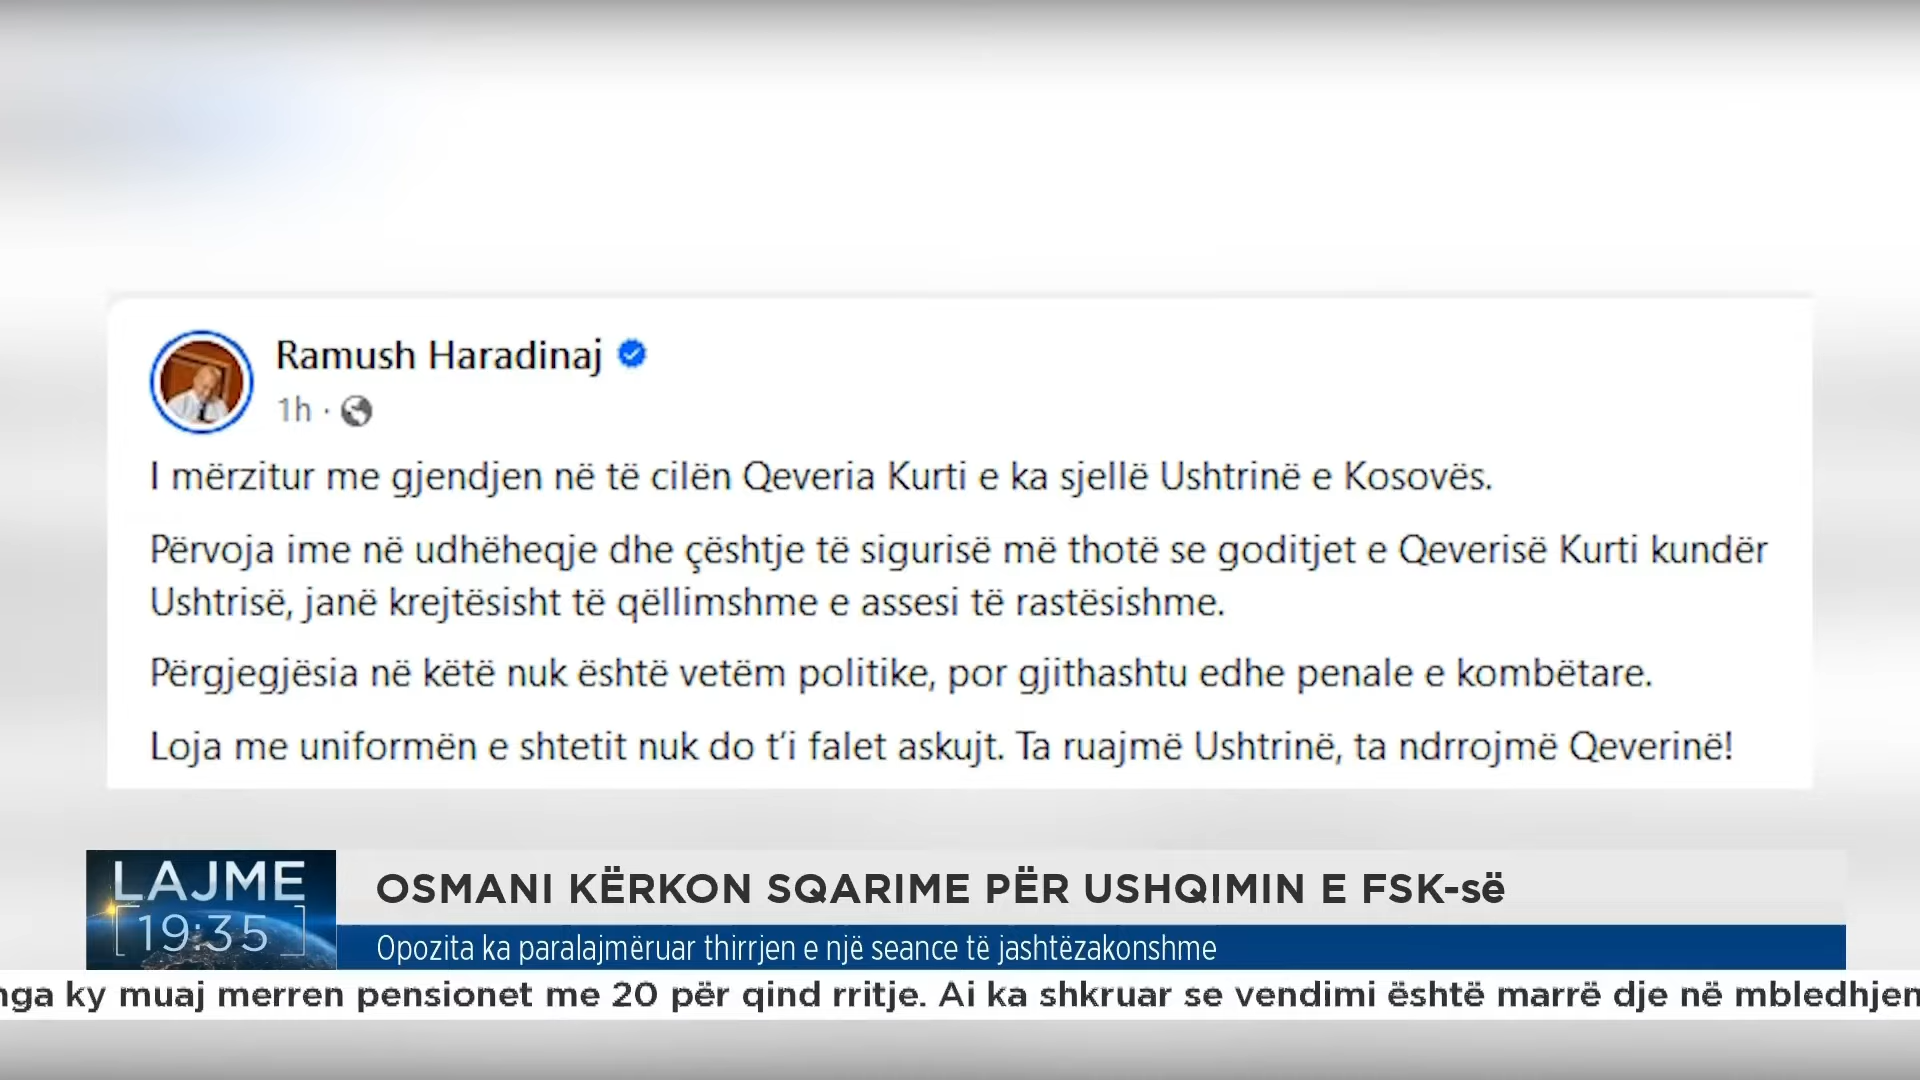 Ramush Haradinaj
1h ·
I mërzitur me gjendjen në të cilën Qeveria Kurti e ka sjellë Ushtrinë e Kosovës.
Përvoja ime në udhëheqje dhe çështje të sigurisë më thotë se goditjet e Qeverisë Kurti kundër
Ushtrisë, janë krejtësisht të qëllimshme e assesi të rastësishme.
Përgjegjësia në këtë nuk është vetëm politike, por gjithashtu edhe penale e kombëtare.
Loja me uniformën e shtetit nuk do t'i falet askujt. Ta ruajmë Ushtrinë, ta ndrrojmë Qeverinë!
LAJME
19:35
OSMANI KËRKON SQARIME PËR USHQIMIN E FSK-së
Opozita ka paralajmëruar thirrjen e një seance të jashtëzakonshme
nga ky muaj merren pensionet me 20 për qind rritje. Ai ka shkruar se vendimi është marrë dje në mbledhjen